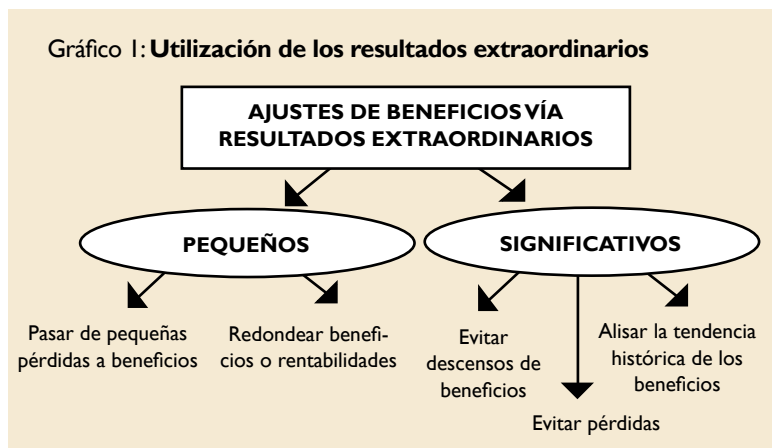 Gráfico 1: Utilización de los resultados extraordinarios
AJUSTES DE BENEFICIOS VÍA
RESULTADOS EXTRAORDINARIOS
PEQUEÑOS
SIGNIFICATIVOS
Pasar de pequeñas
pérdidas a beneficios
Redondear benefi-
cios o rentabilidades
Evitar
descensos de
beneficios
Evitar pérdidas
Alisar la tendencia
histórica de los
beneficios